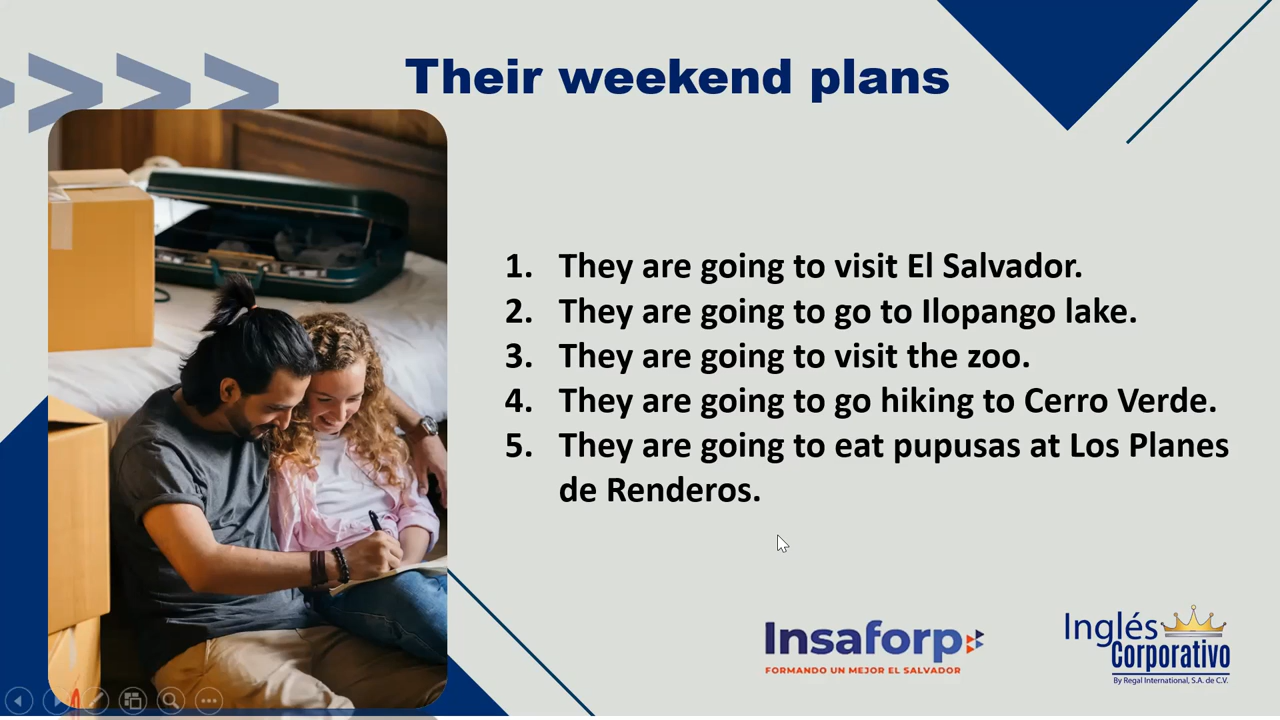 Their weekend plans
1. They are going to visit El Salvador.
2. They are going to go to Ilopango lake.
3. They are going to visit the zoo.
4. They are going to go hiking to Cerro Verde.
5. They are going to eat pupusas at Los Planes
de Renderos.
Insaforp
FORMANDO UN MEJOR EL SALVADOR
Inglés
Corporativo
By Regal International, S.A. de C.V.